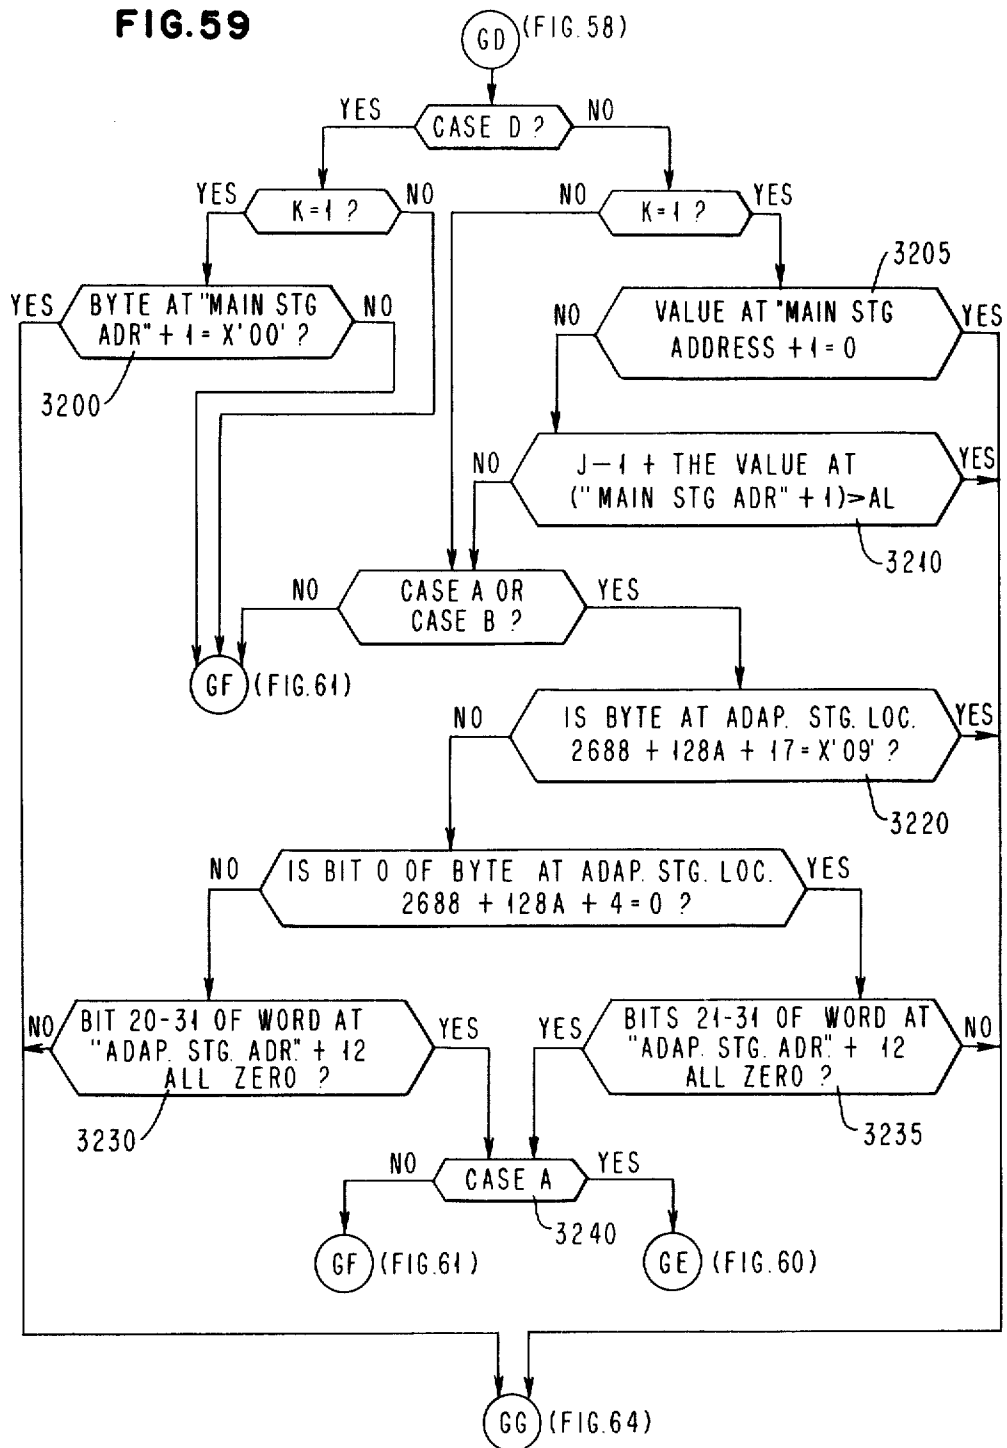 FIG.59
GD (FIG.58)
YES NO
CASE D ?
YES NO NO YES
K=1 ? K=1 ?
3205
YES BYTE AT "MAIN STG NO
ADR" + 1 = X'00' ?
NO VALUE AT "MAIN STG YES
ADDRESS + 1 = 0
3200
NO J-1 + THE VALUE AT YES
("MAIN STG ADR" + 1)>AL
3210
NO CASE A OR YES
CASE B ?
GF (FIG.61)
NO IS BYTE AT ADAP. STG. LOC. YES
2688 + 128A + 17 = X'09' ?
3220
NO IS BIT 0 OF BYTE AT ADAP. STG. LOC. YES
2688 + 128A + 4 = 0 ?
NO BIT 20-31 OF WORD AT YES
"ADAP. STG. ADR" + 12
ALL ZERO ?
YES BITS 21-31 OF WORD AT NO
"ADAP. STG. ADR" + 12
ALL ZERO ?
3230 3235
NO CASE A YES
3240
GF (FIG.61) GE (FIG.60)
GG (FIG.64)